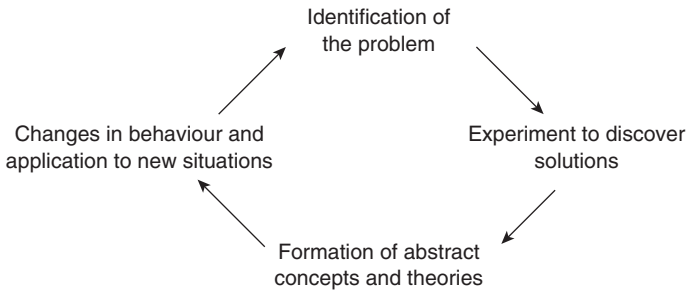 Identification of
the problem
Experiment to discover
solutions
Formation of abstract
concepts and theories
Changes in behaviour and
application to new situations